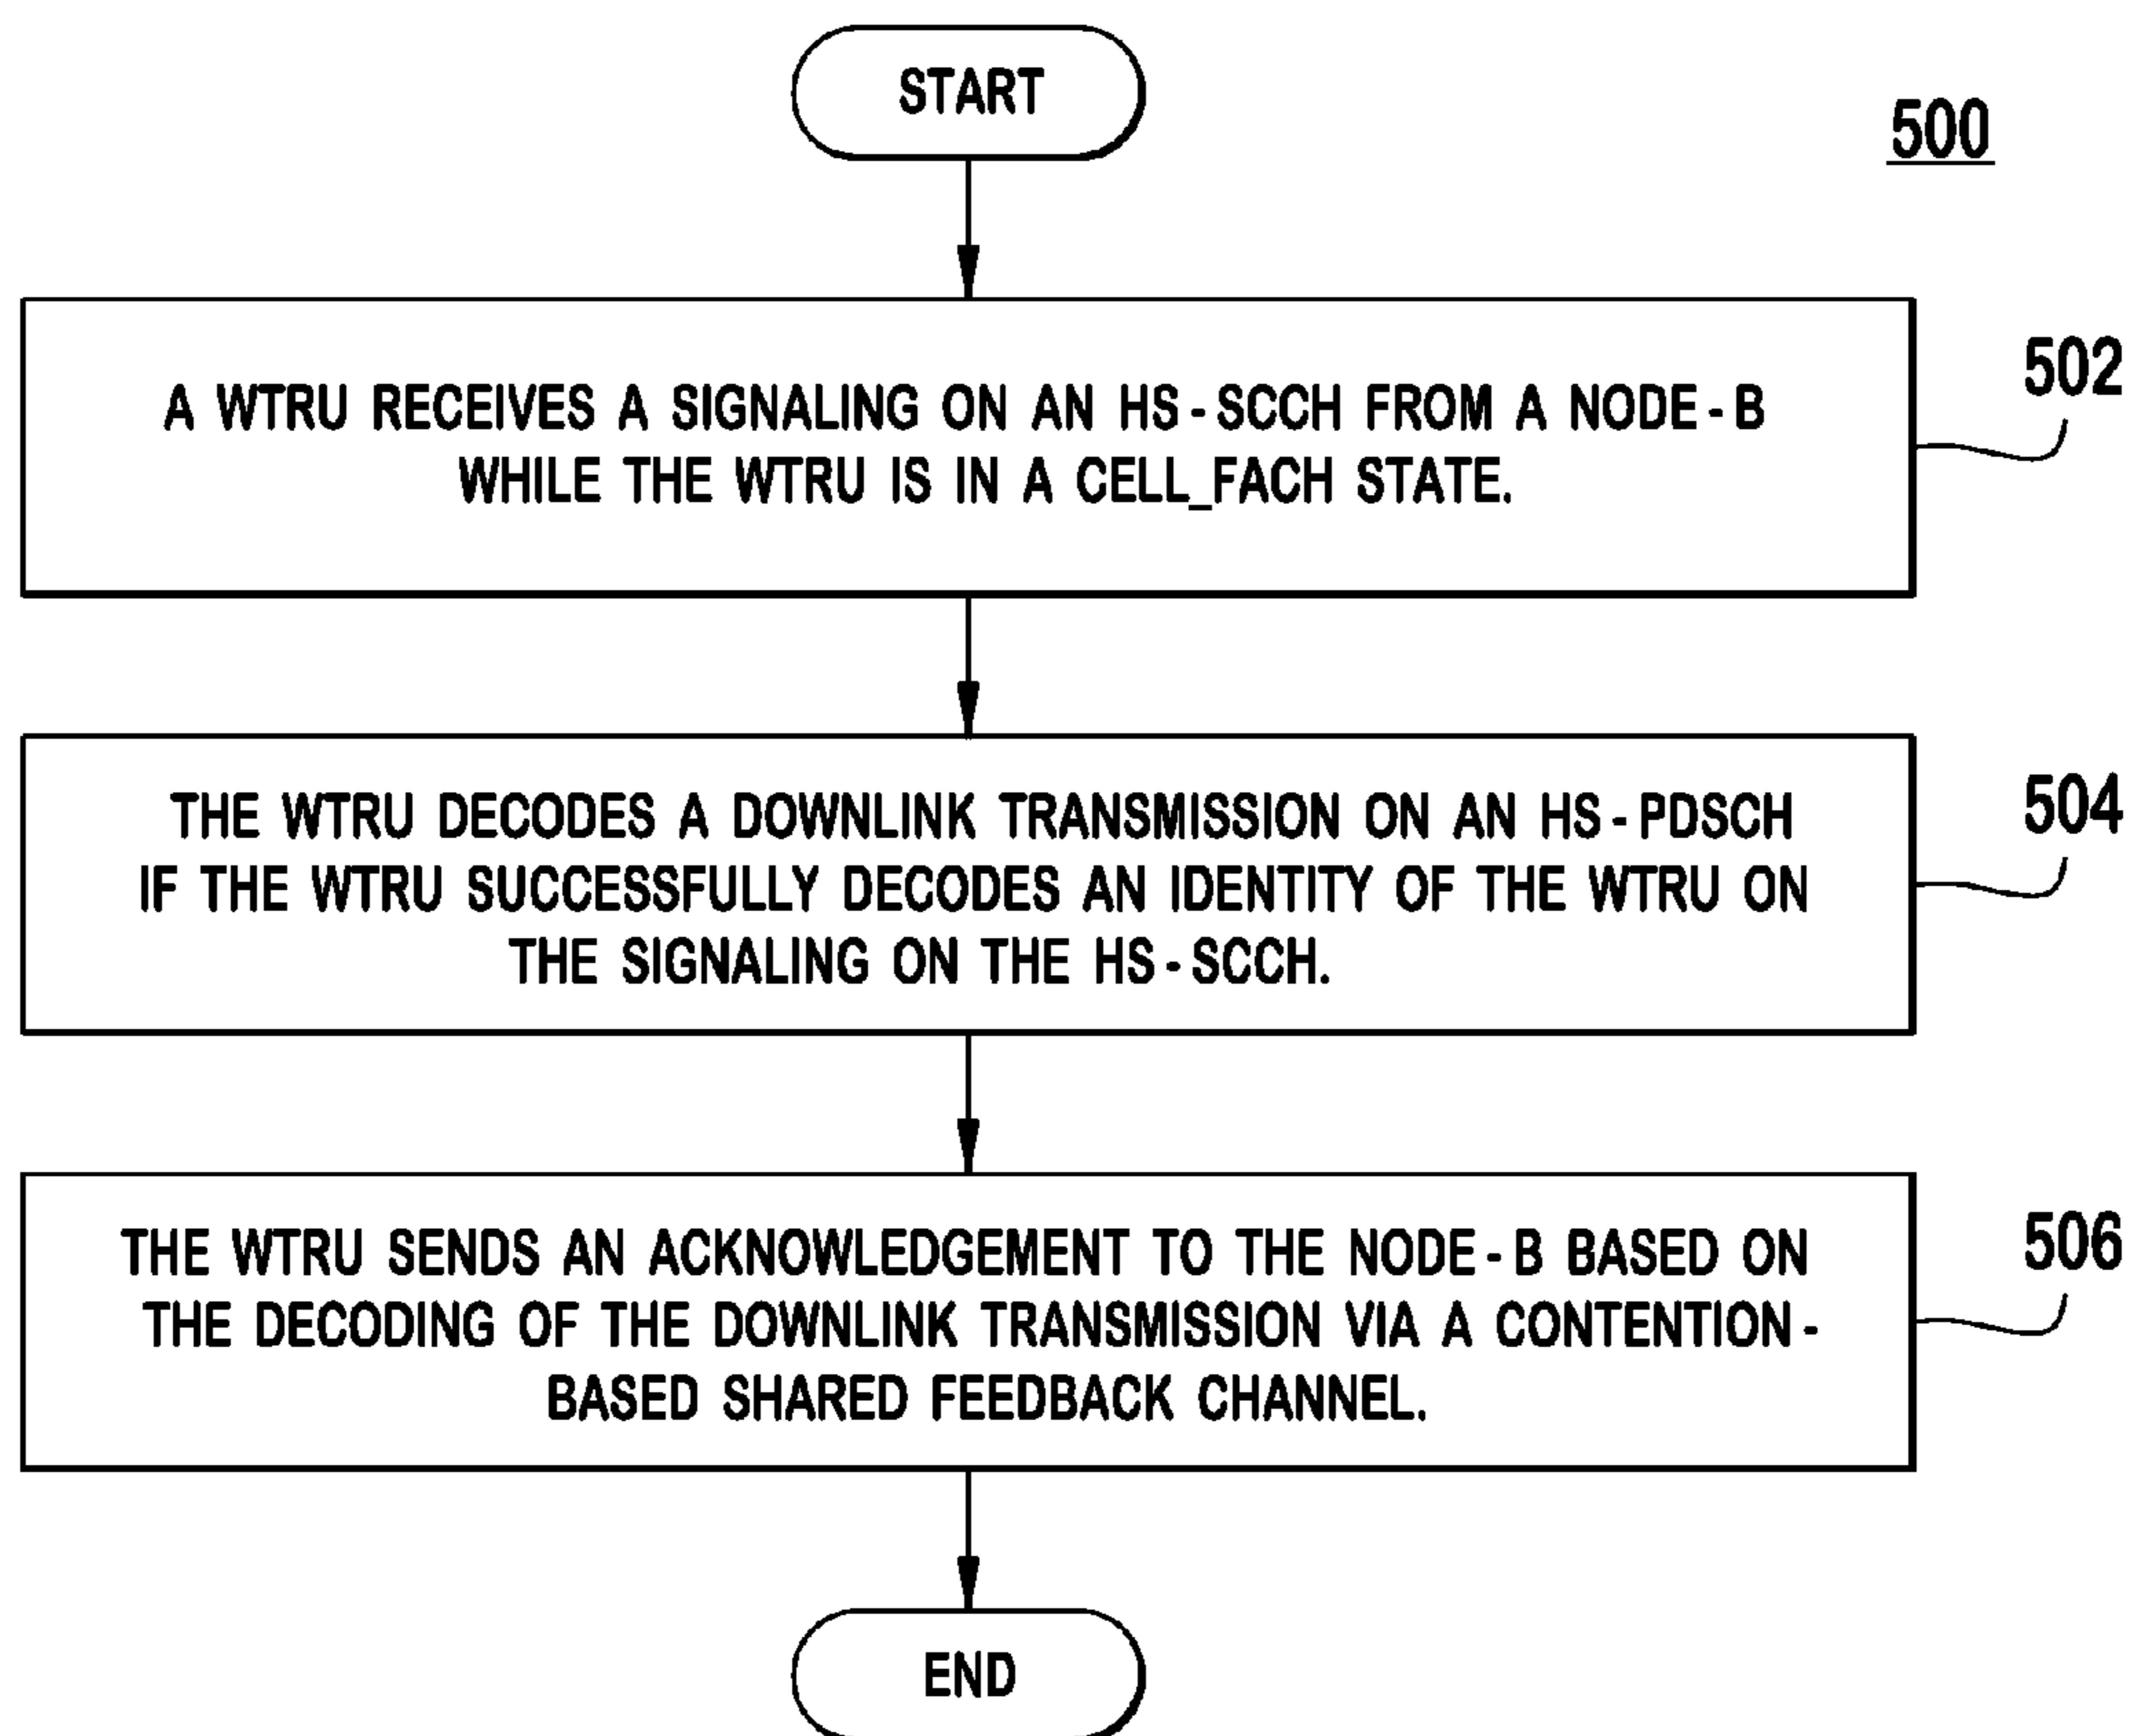 START
500
A WTRU RECEIVES A SIGNALING ON AN HS-SCCH FROM A NODE-B
WHILE THE WTRU IS IN A CELL_FACH STATE.
502
THE WTRU DECODES A DOWNLINK TRANSMISSION ON AN HS-PDSCH
IF THE WTRU SUCCESSFULLY DECODES AN IDENTITY OF THE WTRU ON
THE SIGNALING ON THE HS-SCCH.
504
THE WTRU SENDS AN ACKNOWLEDGEMENT TO THE NODE-B BASED ON
THE DECODING OF THE DOWNLINK TRANSMISSION VIA A CONTENTION-
BASED SHARED FEEDBACK CHANNEL.
506
END